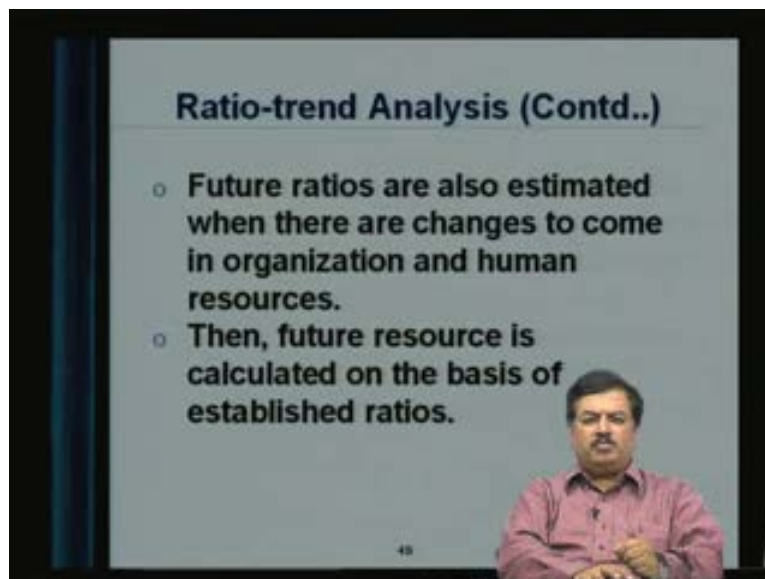 Ratio-trend Analysis (Contd..)
o Future ratios are also estimated
when there are changes to come
in organization and human
resources.
o Then, future resource is
calculated on the basis of
established ratios.
49